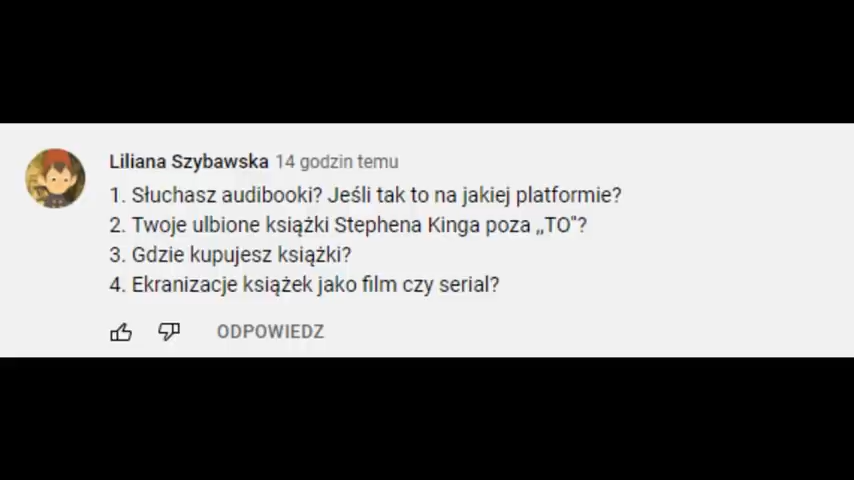 Liliana Szybawska 14 godzin temu
1. Słuchasz audibooki? Jeśli tak to na jakiej platformie?
2. Twoje ulbione książki Stephena Kinga poza „TO"?
3. Gdzie kupujesz książki?
4. Ekranizacje książek jako film czy serial?
ODPOWIEDZ